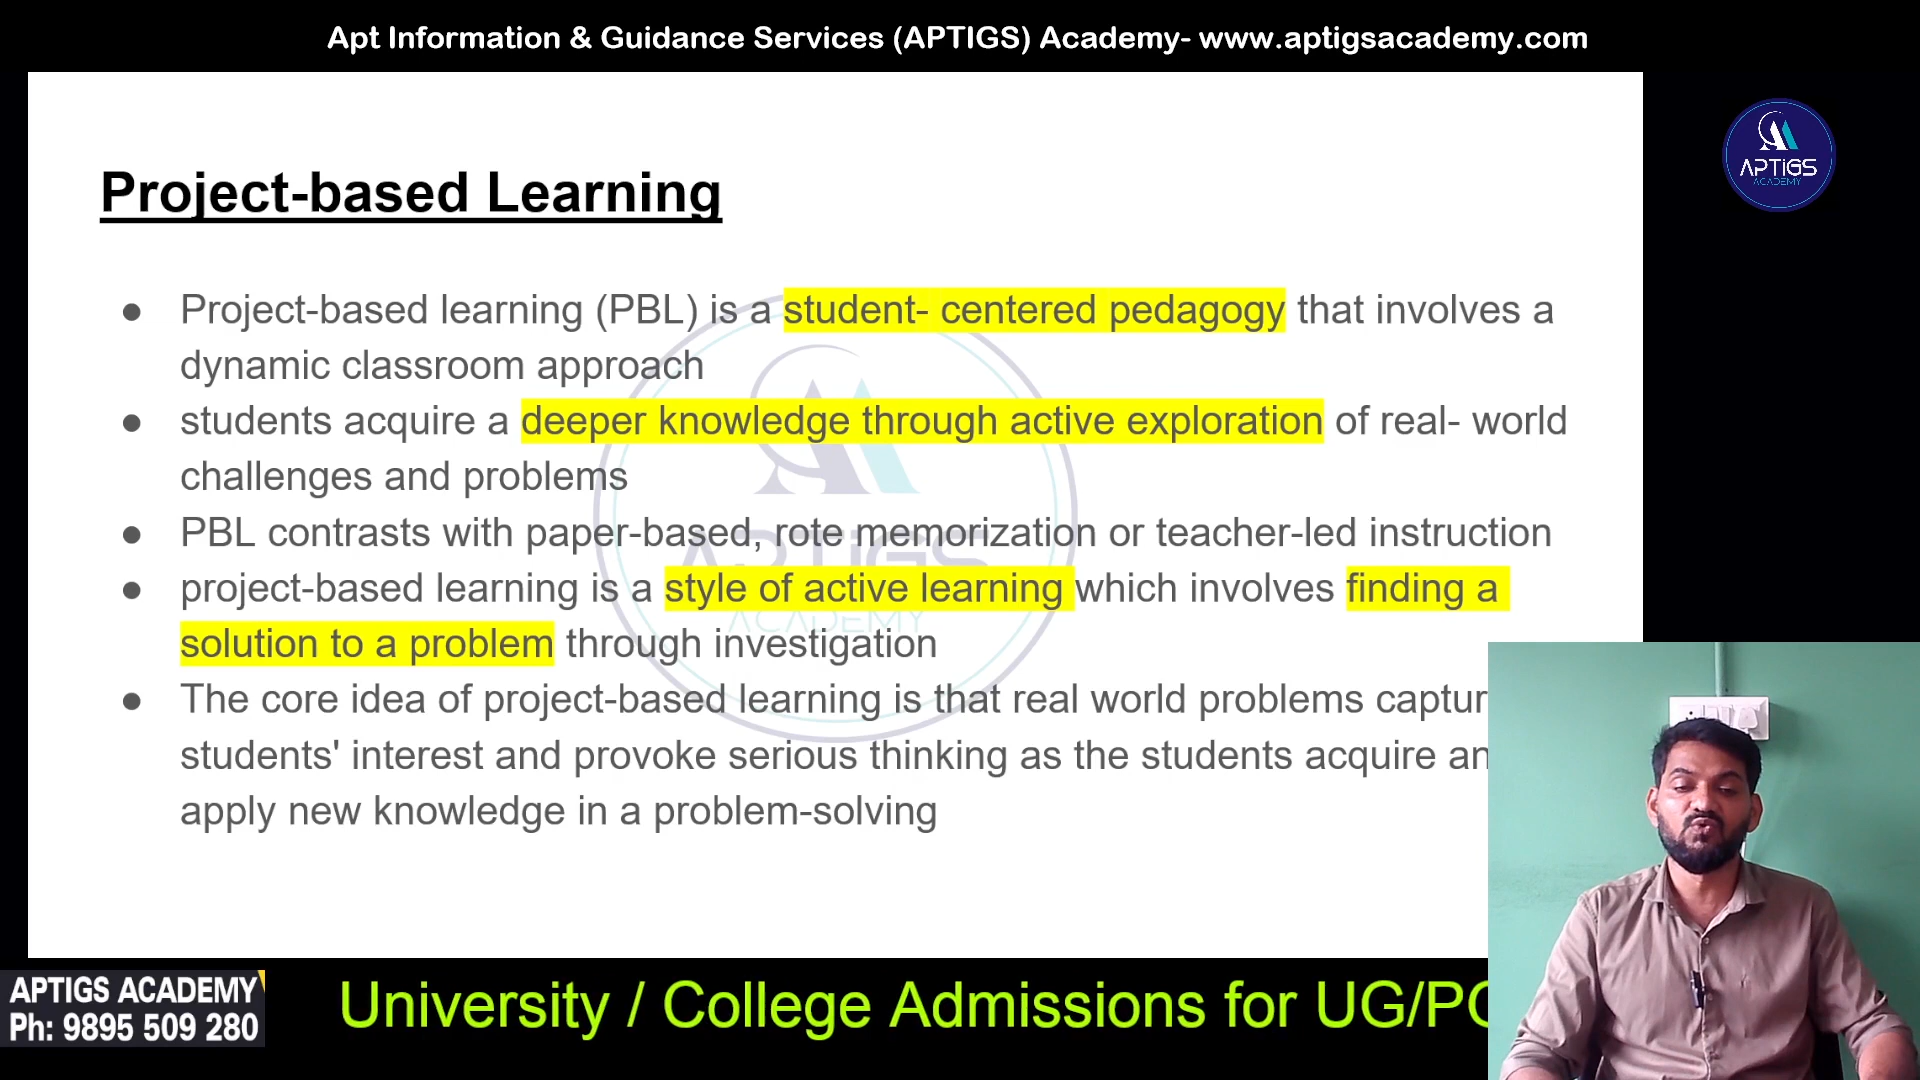 Apt Information & Guidance Services (APTIGS) Academy- www.aptigsacademy.com
APTiGS
ACADEMY
Project-based Learning
● Project-based learning (PBL) is a student- centered pedagogy that involves a
dynamic classroom approach
● students acquire a deeper knowledge through active exploration of real- world
challenges and problems
● PBL contrasts with paper-based, rote memorization or teacher-led instruction
● project-based learning is a style of active learning which involves finding a
solution to a problem through investigation
● The core idea of project-based learning is that real world problems captur
students' interest and provoke serious thinking as the students acquire an
apply new knowledge in a problem-solving
APTiGS
ACADEMY
APTIGS ACADEMY
Ph: 9895 509 280
University / College Admissions for UG/PG